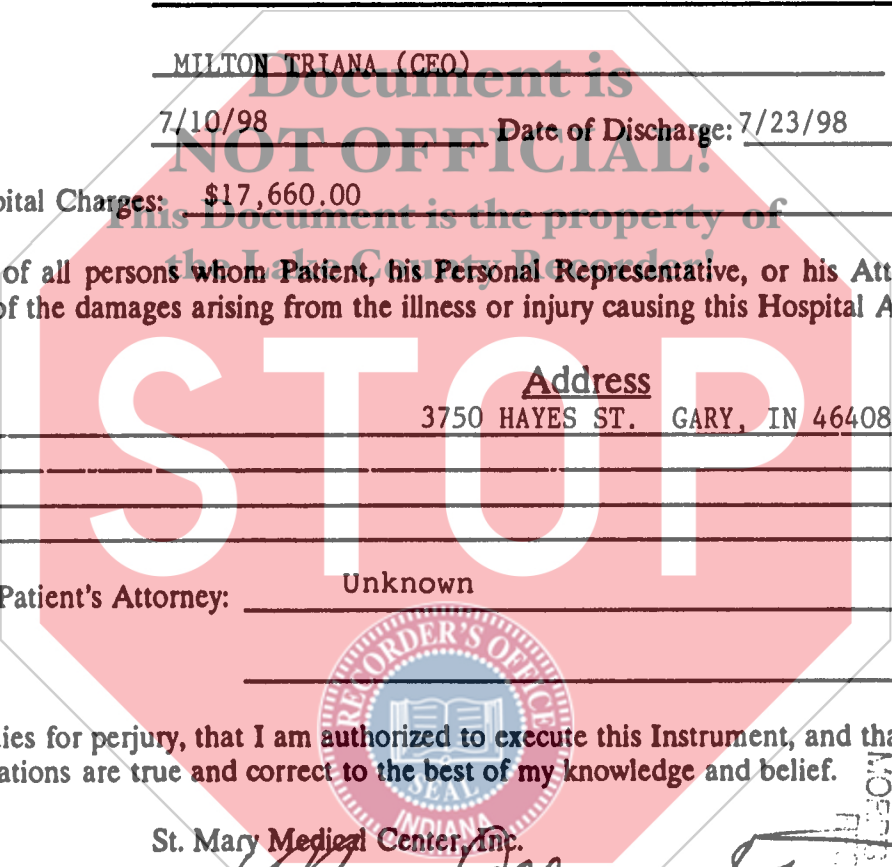 MILTON TRIANA (CEO)
Document is
7/10/98 Date of Discharge: 7/23/98
NOT OFFICIAL!
pital Charges: $17,660.00
This Document is the property of
the Lake County Recorder!
of all persons whom Patient, his Personal Representative, or his Att
of the damages arising from the illness or injury causing this Hospital A
Address
3750 HAYES ST. GARY, IN 46408
STOP
Patient's Attorney: Unknown
RECORDER'S OFFICE
ies for perjury, that I am authorized to execute this Instrument, and tha
ations are true and correct to the best of my knowledge and belief.
SEAL
INDIANA
St. Mary Medical Center, Inc.